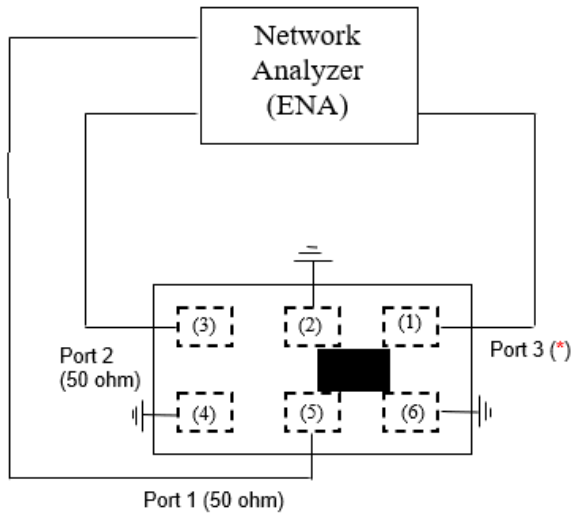 Network
Analyzer
(ENA)
(3)
(2)
(1)
Port 2
(50 ohm)
Port 3 (*)
(4)
(5)
(6)
Port 1 (50 ohm)